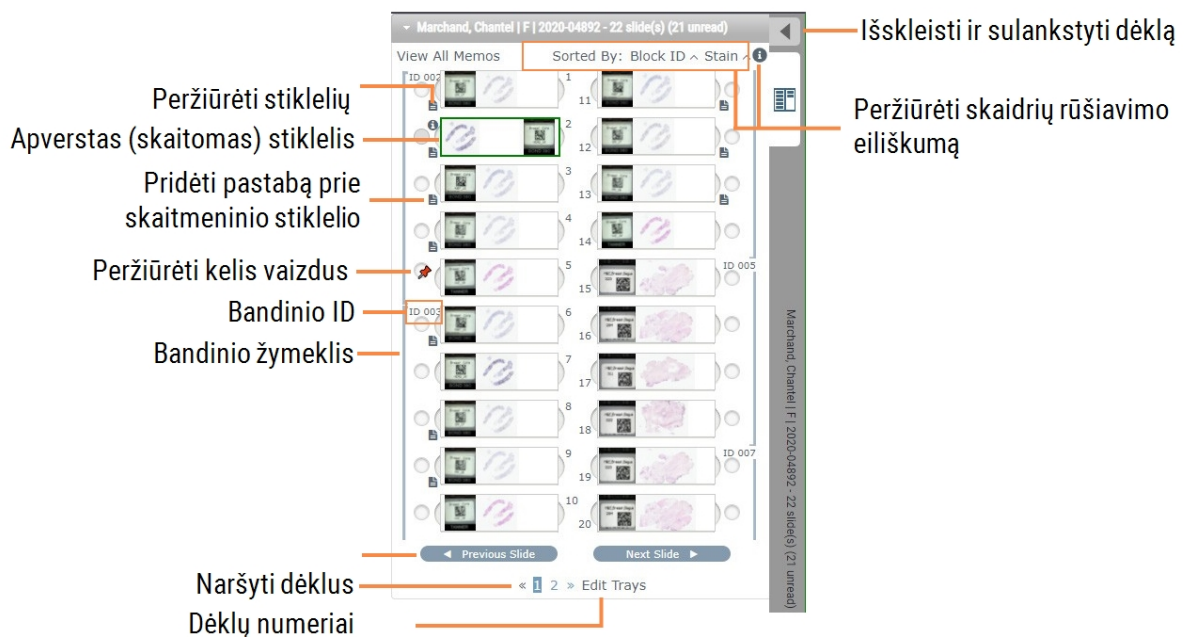 Marchand, Chantel | F | 2020-04892 - 22 slide(s) (21 unread)
Išskleisti ir sulankstyti dėklą
View All Memos
Sorted By: Block ID ^ Stain ^
ID 002
1
11
Peržiūrėti stiklelių
Peržiūrėti skaidrių rūšiavimo
eiliškumą
2
12
Apverstas (skaitomas) stiklelis
3
13
Pridėti pastabą prie
skaitmeninio stiklelio
4
14
5
15
ID 005
Peržiūrėti kelis vaizdus
Bandinio ID
ID 003
6
16
Bandinio žymeklis
7
17
8
18
9
19
ID 007
10
20
Marchand, Chantel | F | 2020-04892 - 22 slide(s) (21 unread)
◀ Previous Slide
Next Slide ▶
Naršyti dėklus
« 1 2 » Edit Trays
Dėklų numeriai